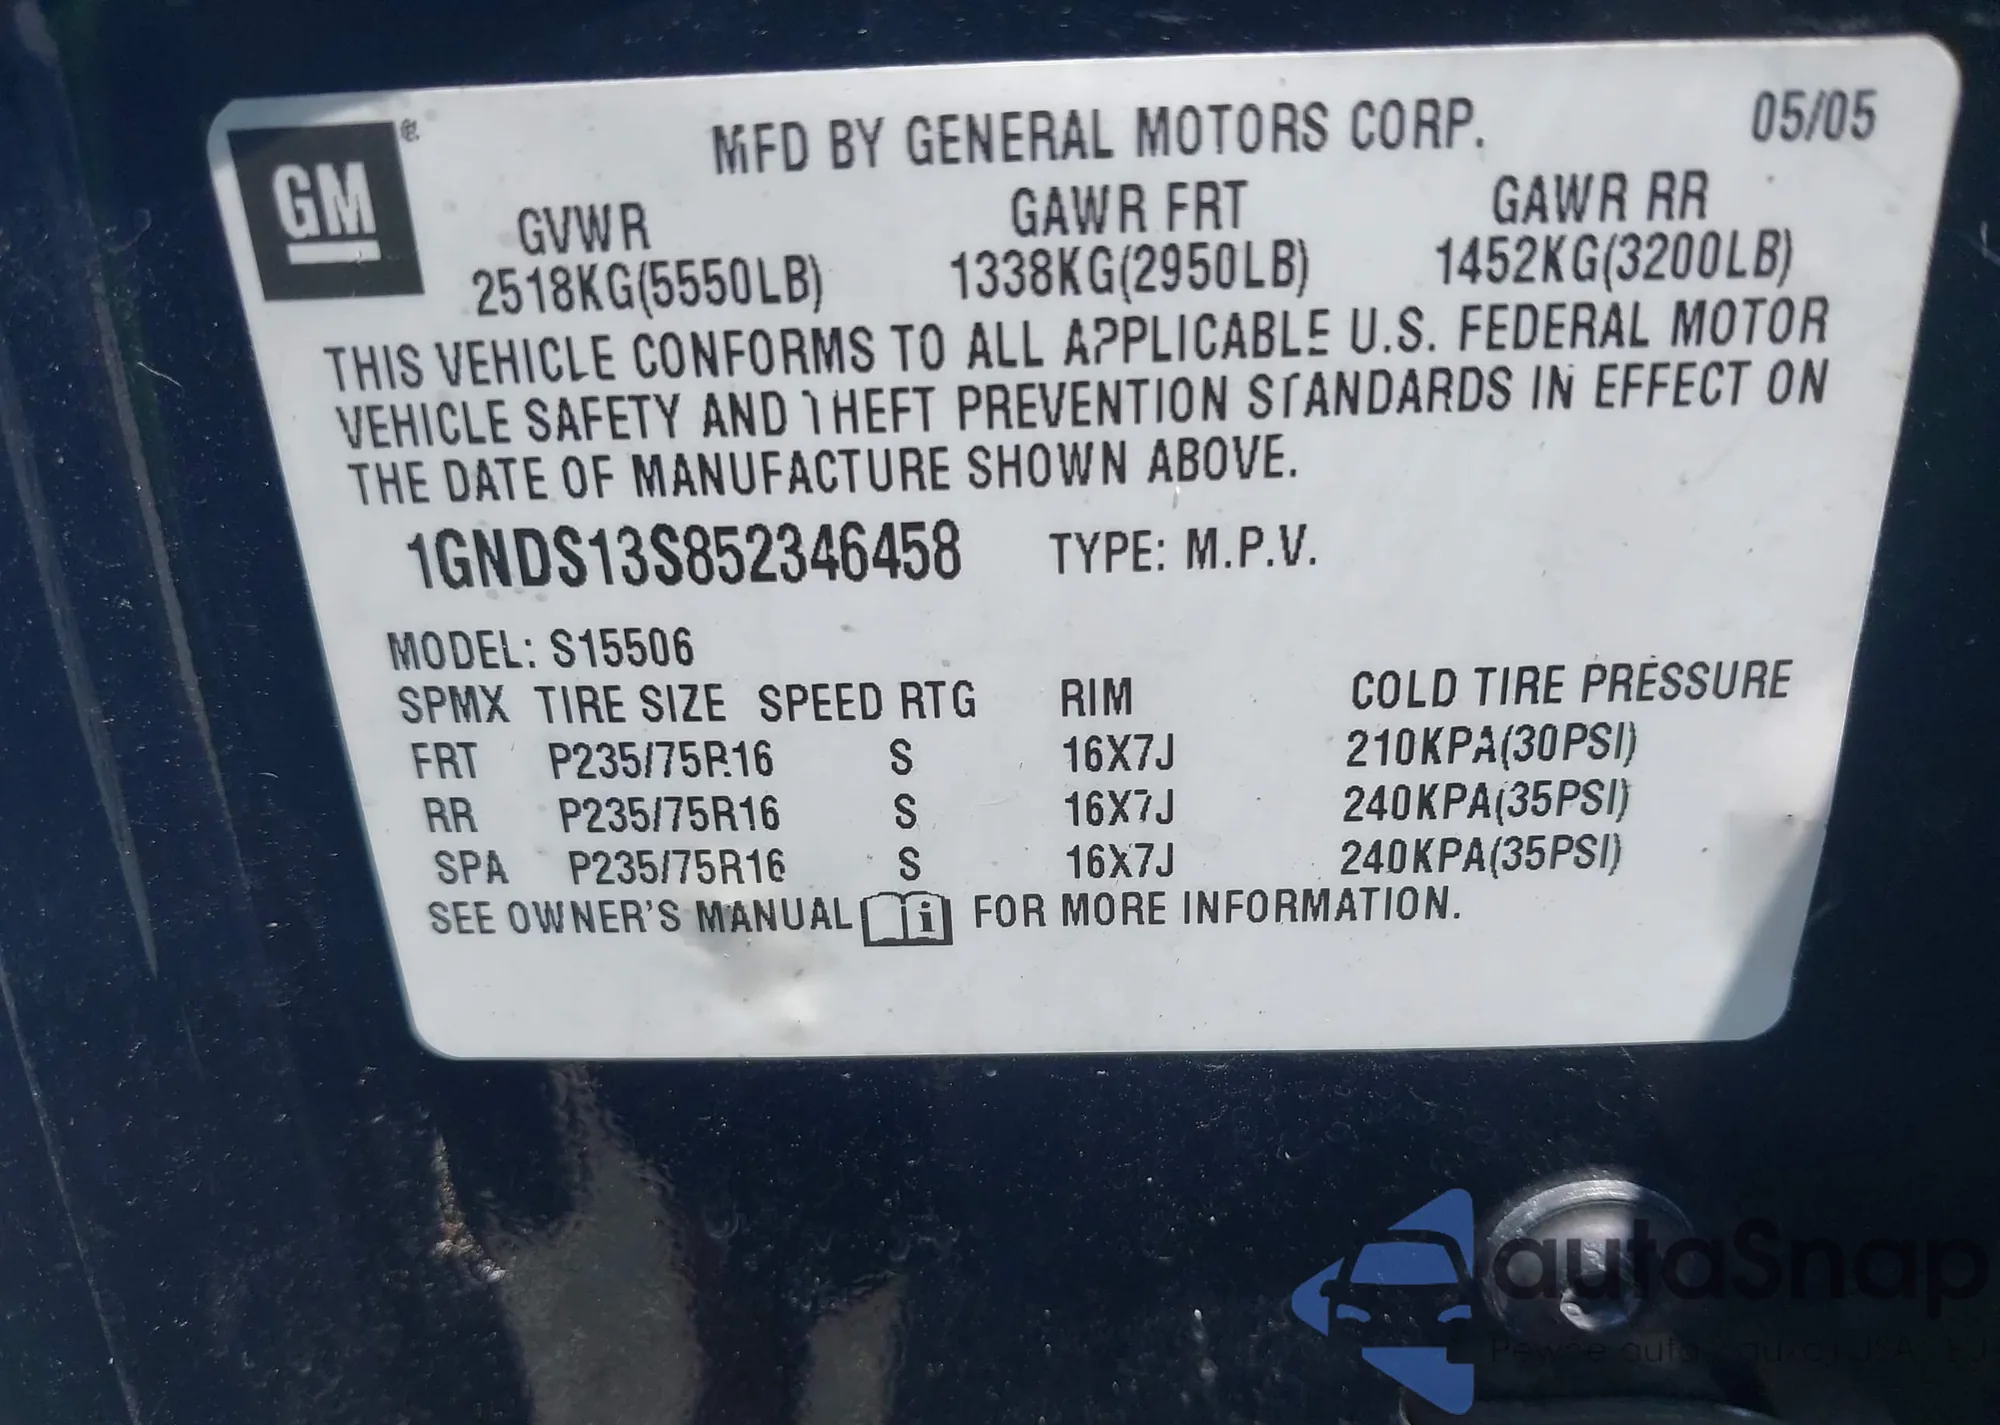 GM ®
MFD BY GENERAL MOTORS CORP. 05/05
GVWR GAWR FRT GAWR RR
2518KG(5550LB) 1338KG(2950LB) 1452KG(3200LB)
THIS VEHICLE CONFORMS TO ALL APPLICABLE U.S. FEDERAL MOTOR
VEHICLE SAFETY AND THEFT PREVENTION STANDARDS IN EFFECT ON
THE DATE OF MANUFACTURE SHOWN ABOVE.
1GNDS13S852346458 TYPE: M.P.V.
MODEL: S15506
SPMX TIRE SIZE SPEED RTG RIM COLD TIRE PRESSURE
FRT P235/75R16 S 16X7J 210KPA(30PSI)
RR P235/75R16 S 16X7J 240KPA(35PSI)
SPA P235/75R16 S 16X7J 240KPA(35PSI)
SEE OWNER'S MANUAL i FOR MORE INFORMATION.
autaSnap
auta